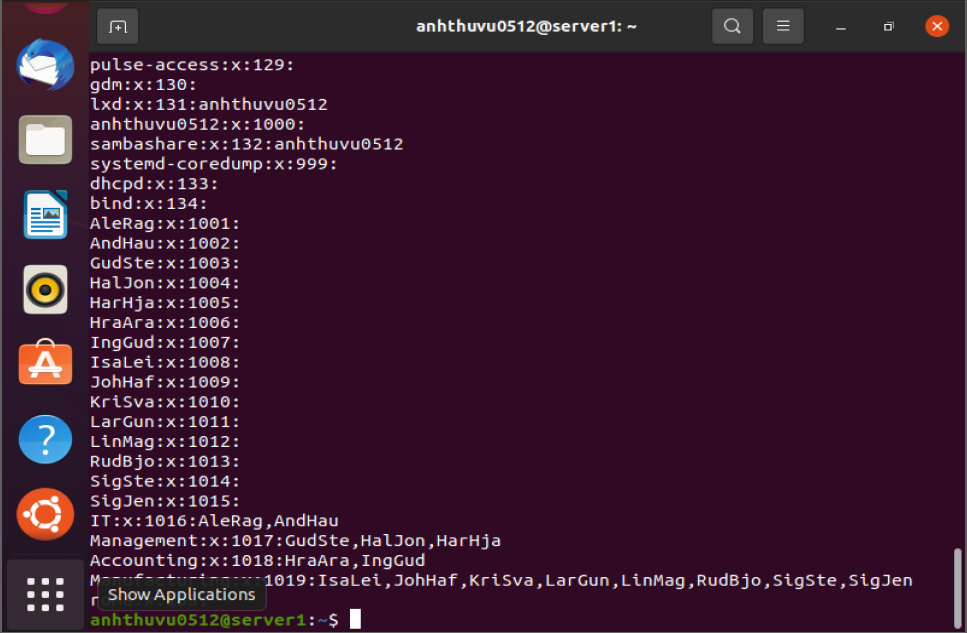 anhthuvu0512@server1: ~
pulse-access:x:129:
gdm:x:130:
lxd:x:131:anhthuvu0512
anhthuvu0512:x:1000:
sambashare:x:132:anhthuvu0512
systemd-coredump:x:999:
dhcpd:x:133:
bind:x:134:
AleRag:x:1001:
AndHau:x:1002:
GudSte:x:1003:
HalJon:x:1004:
HarHja:x:1005:
HraAra:x:1006:
IngGud:x:1007:
IsaLei:x:1008:
JohHaf:x:1009:
KriSva:x:1010:
LarGun:x:1011:
LinMag:x:1012:
RudBjo:x:1013:
SigSte:x:1014:
SigJen:x:1015:
IT:x:1016:AleRag,AndHau
Management:x:1017:GudSte,HalJon,HarHja
Accounting:x:1018:HraAra,IngGud
Manufacturing:x:1019:IsaLei,JohHaf,KriSva,LarGun,LinMag,RudBjo,SigSte,SigJen
Show Applications
anhthuvu0512@server1:~$